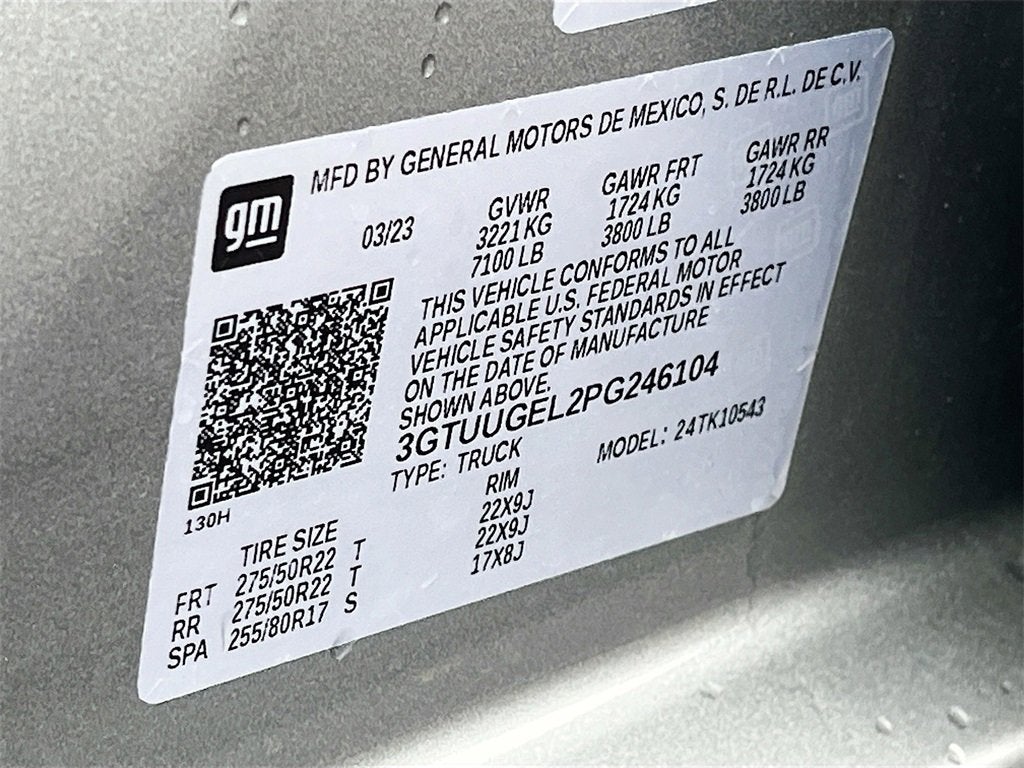 gm
MFD BY GENERAL MOTORS DE MEXICO, S. DE R.L. DE C.V.
03/23
GVWR
3221 KG
7100 LB
GAWR FRT
1724 KG
3800 LB
GAWR RR
1724 KG
3800 LB
THIS VEHICLE CONFORMS TO ALL
APPLICABLE U.S. FEDERAL MOTOR
VEHICLE SAFETY STANDARDS IN EFFECT
ON THE DATE OF MANUFACTURE
SHOWN ABOVE.
3GTUUGEL2PG246104
TYPE: TRUCK
MODEL: 24TK10543
130H
TIRE SIZE RIM
FRT 275/50R22 T 22X9J
RR 275/50R22 T 22X9J
SPA 255/80R17 S 17X8J